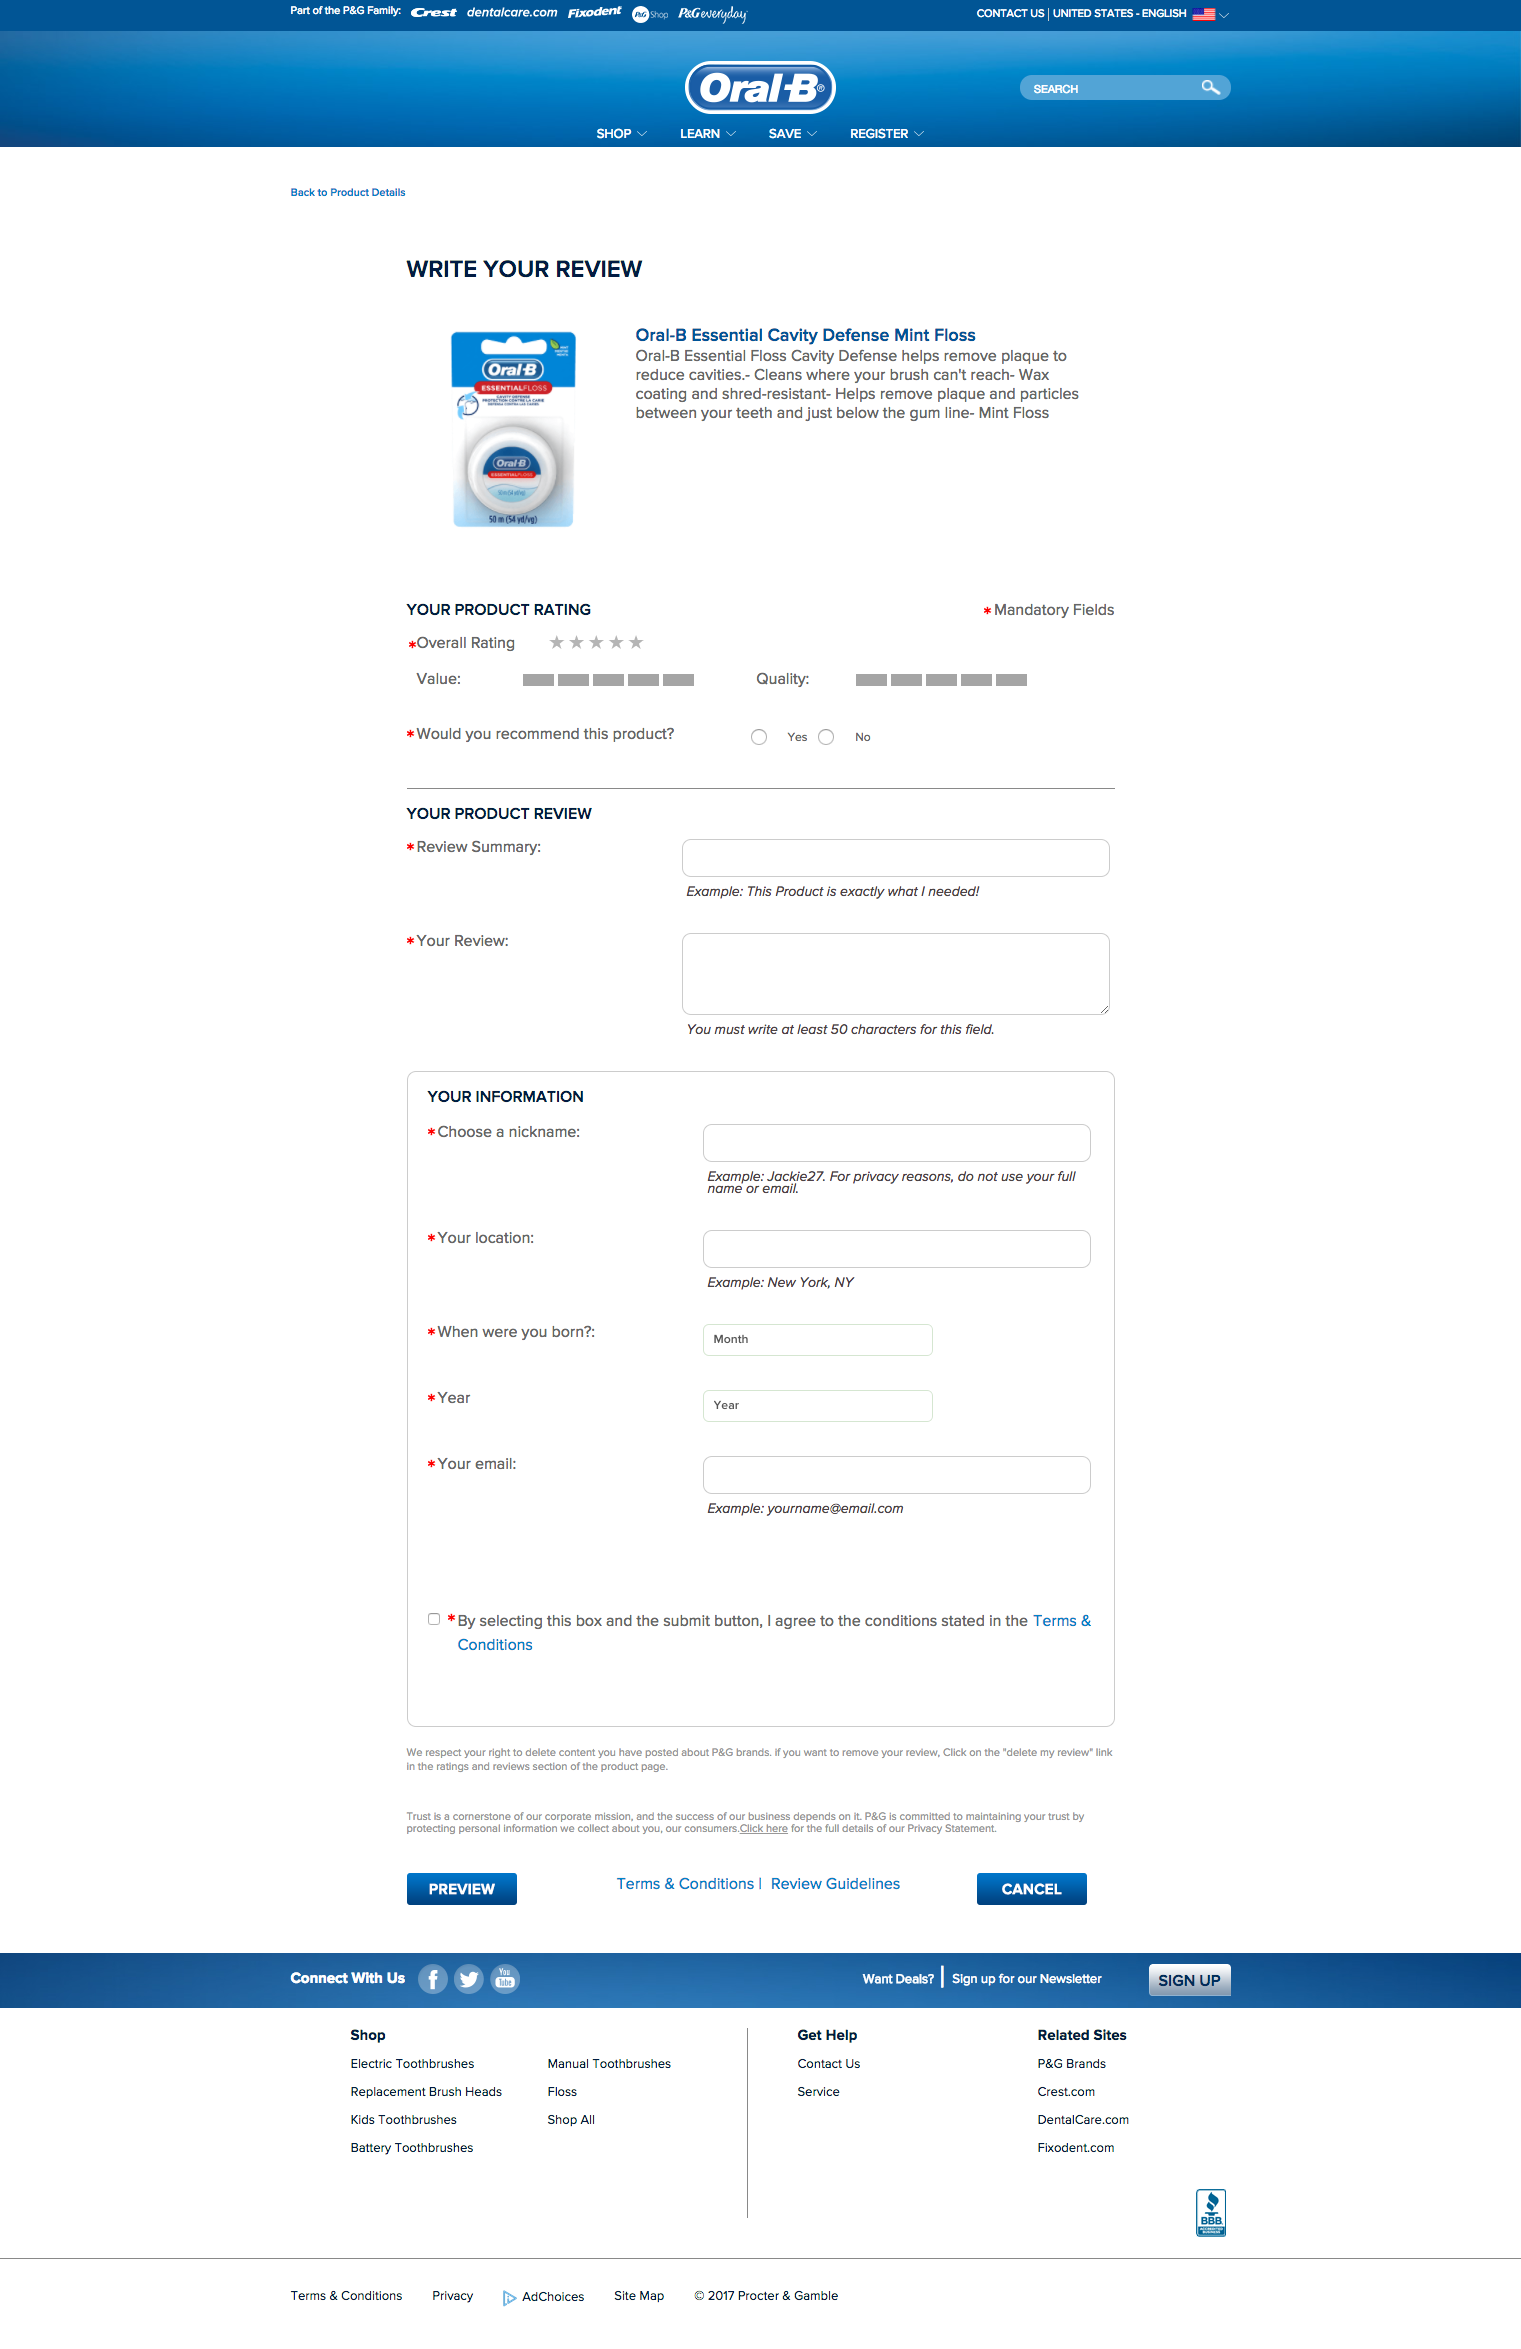 Part of the P&G Family: Crest dentalcare.com Fixodent P&G Shop P&G everyday
CONTACT US | UNITED STATES - ENGLISH
Oral-B®
SEARCH
SHOP LEARN SAVE REGISTER
Back to Product Details
WRITE YOUR REVIEW
Oral-B
ESSENTIALFLOSS
CAVITY DEFENSE
Oral-B
ESSENTIALFLOSS
50 m (54 yd/vg)
Oral-B Essential Cavity Defense Mint Floss
Oral-B Essential Floss Cavity Defense helps remove plaque to
reduce cavities.- Cleans where your brush can't reach- Wax
coating and shred-resistant- Helps remove plaque and particles
between your teeth and just below the gum line- Mint Floss
YOUR PRODUCT RATING
* Mandatory Fields
*Overall Rating ★ ★ ★ ★ ★
Value: Quality:
*Would you recommend this product? Yes No
YOUR PRODUCT REVIEW
*Review Summary:
Example: This Product is exactly what I needed!
*Your Review:
You must write at least 50 characters for this field.
YOUR INFORMATION
*Choose a nickname:
Example: Jackie27. For privacy reasons, do not use your full
name or email.
*Your location:
Example: New York, NY
*When were you born?: Month
*Year Year
*Your email:
Example: yourname@email.com
*By selecting this box and the submit button, I agree to the conditions stated in the Terms &
Conditions
We respect your right to delete content you have posted about P&G brands. if you want to remove your review, Click on the "delete my review" link
in the ratings and reviews section of the product page.
Trust is a cornerstone of our corporate mission, and the success of our business depends on it. P&G is committed to maintaining your trust by
protecting personal information we collect about you, our consumers.Click here for the full details of our Privacy Statement.
PREVIEW Terms & Conditions | Review Guidelines CANCEL
Connect With Us You Tube Want Deals? | Sign up for our Newsletter SIGN UP
Shop
Electric Toothbrushes
Replacement Brush Heads
Kids Toothbrushes
Battery Toothbrushes
Manual Toothbrushes
Floss
Shop All
Get Help
Contact Us
Service
Related Sites
P&G Brands
Crest.com
DentalCare.com
Fixodent.com
BBB
ACCREDITED
BUSINESS
Terms & Conditions Privacy AdChoices Site Map © 2017 Procter & Gamble